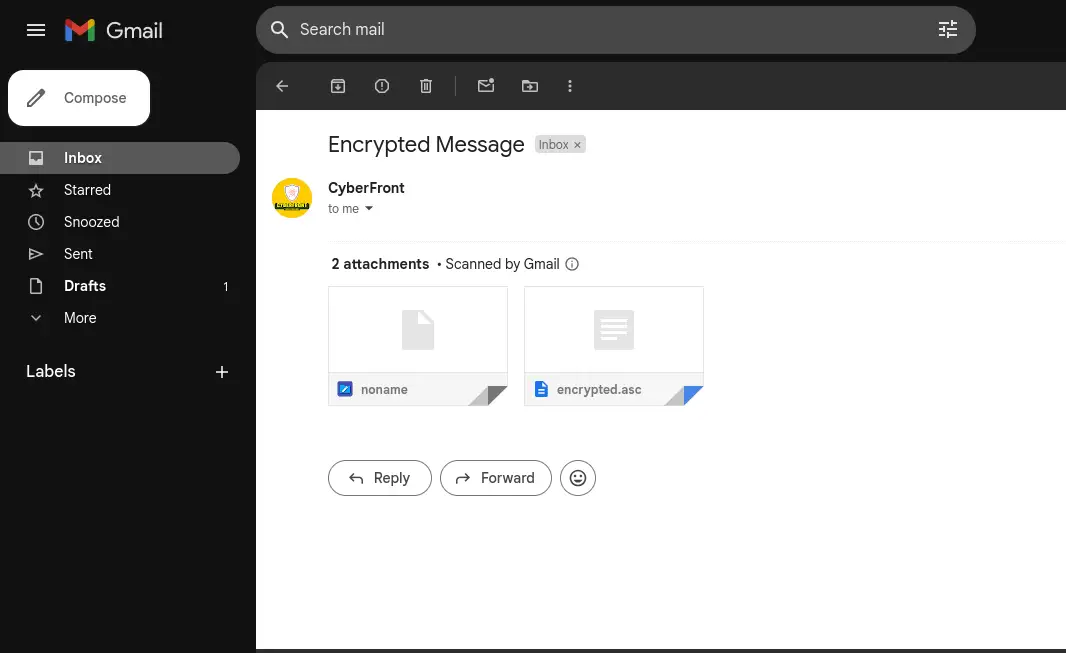 Gmail
Search mail
Compose
Inbox
Starred
Snoozed
Sent
Drafts 1
More
Labels
Encrypted Message Inbox ×
CyberFront
to me
2 attachments • Scanned by Gmail
noname
encrypted.asc
Reply
Forward
CYBERFRONT